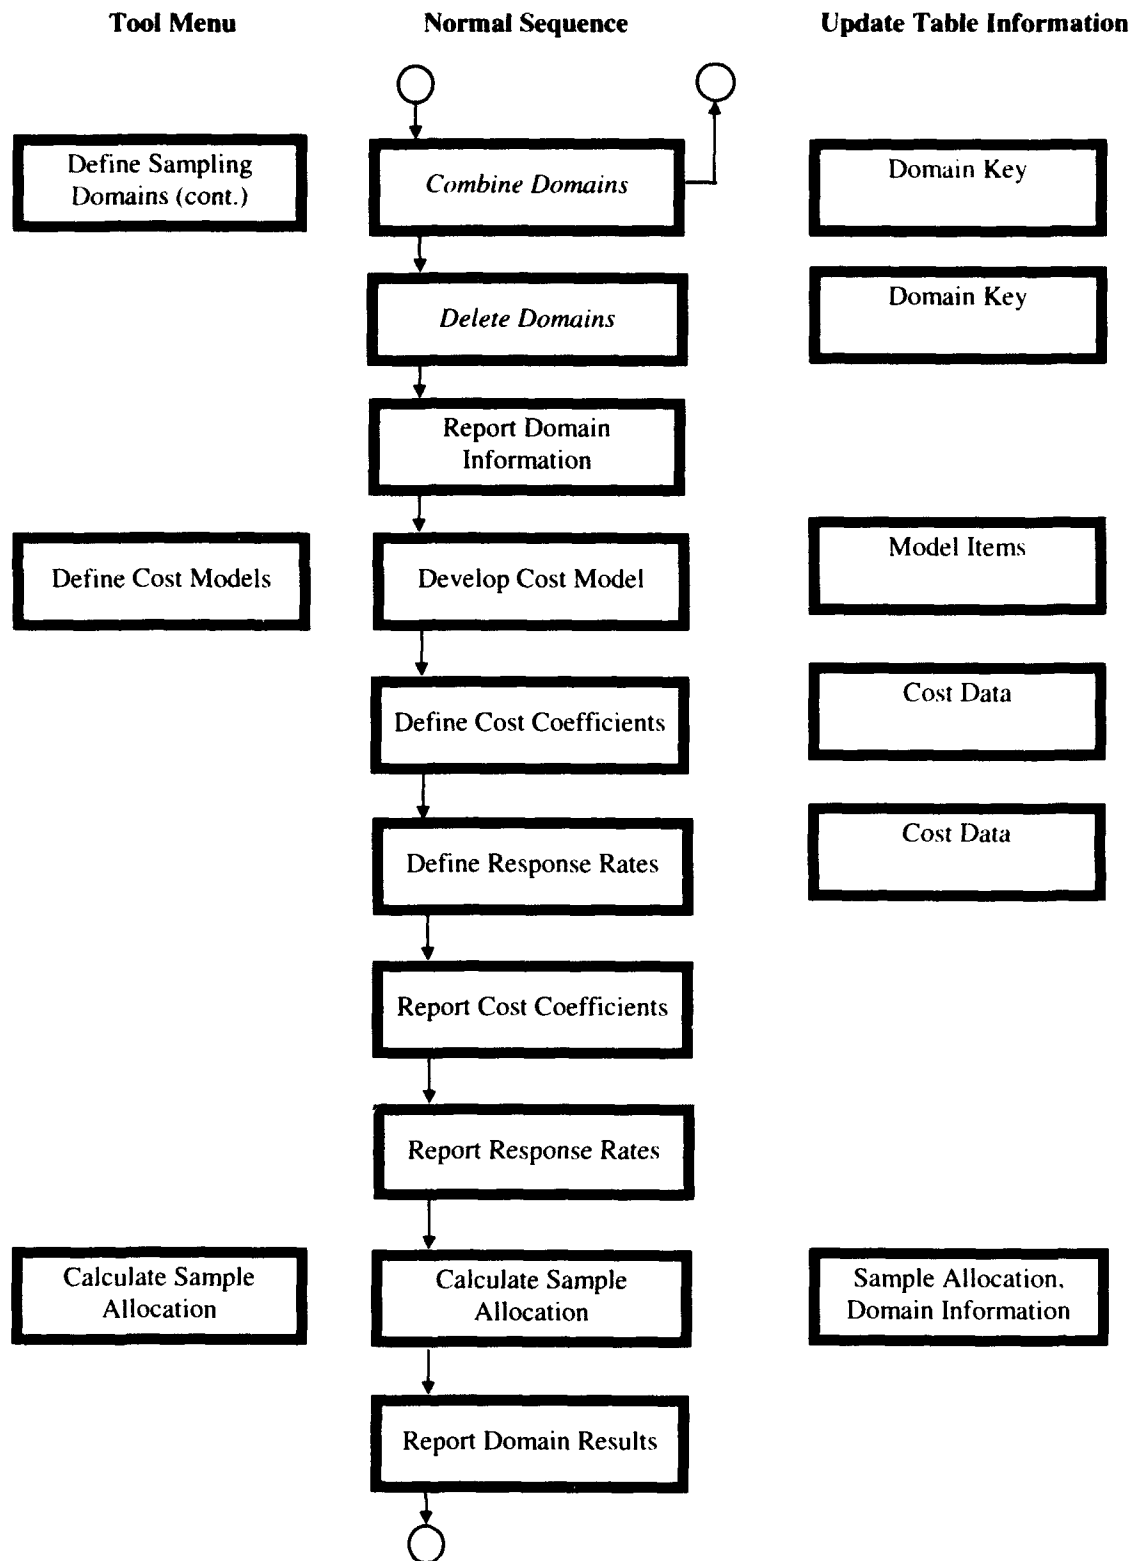 Tool Menu
Normal Sequence
Update Table Information
Define Sampling
Domains (cont.)
Combine Domains
Domain Key
Delete Domains
Domain Key
Report Domain
Information
Define Cost Models
Develop Cost Model
Model Items
Define Cost Coefficients
Cost Data
Define Response Rates
Cost Data
Report Cost Coefficients
Report Response Rates
Calculate Sample
Allocation
Calculate Sample
Allocation
Sample Allocation,
Domain Information
Report Domain Results